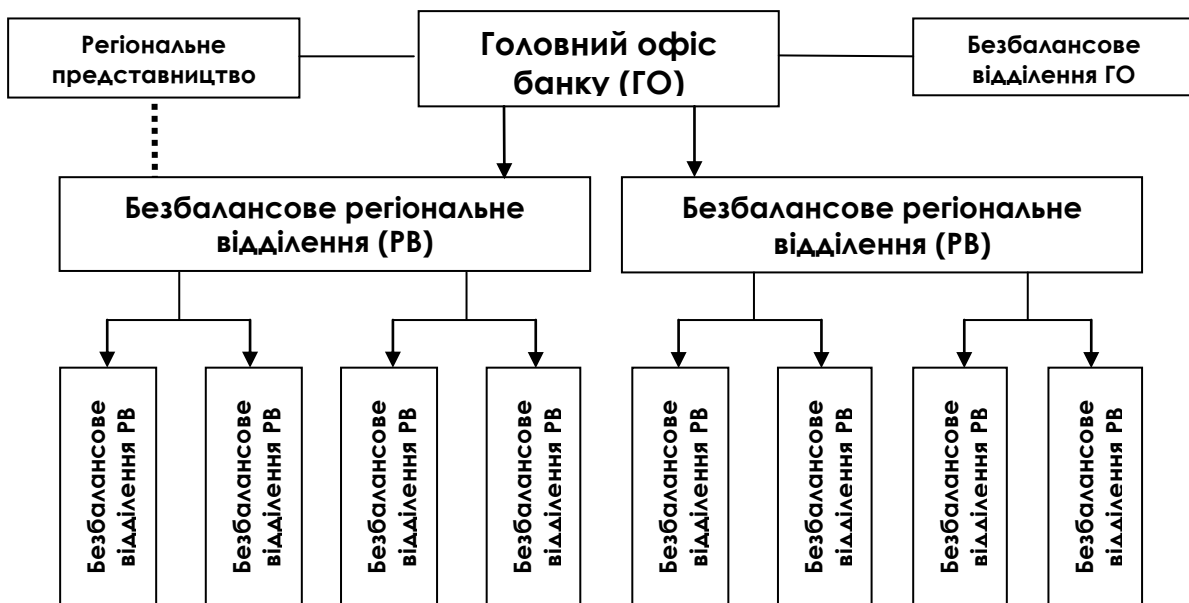 Регіональне
представництво
Головний офіс
банку (ГО)
Безбалансове
відділення ГО
Безбалансове регіональне
відділення (РВ)
Безбалансове регіональне
відділення (РВ)
Безбалансове
відділення РВ
Безбалансове
відділення РВ
Безбалансове
відділення РВ
Безбалансове
відділення РВ
Безбалансове
відділення РВ
Безбалансове
відділення РВ
Безбалансове
відділення РВ
Безбалансове
відділення РВ